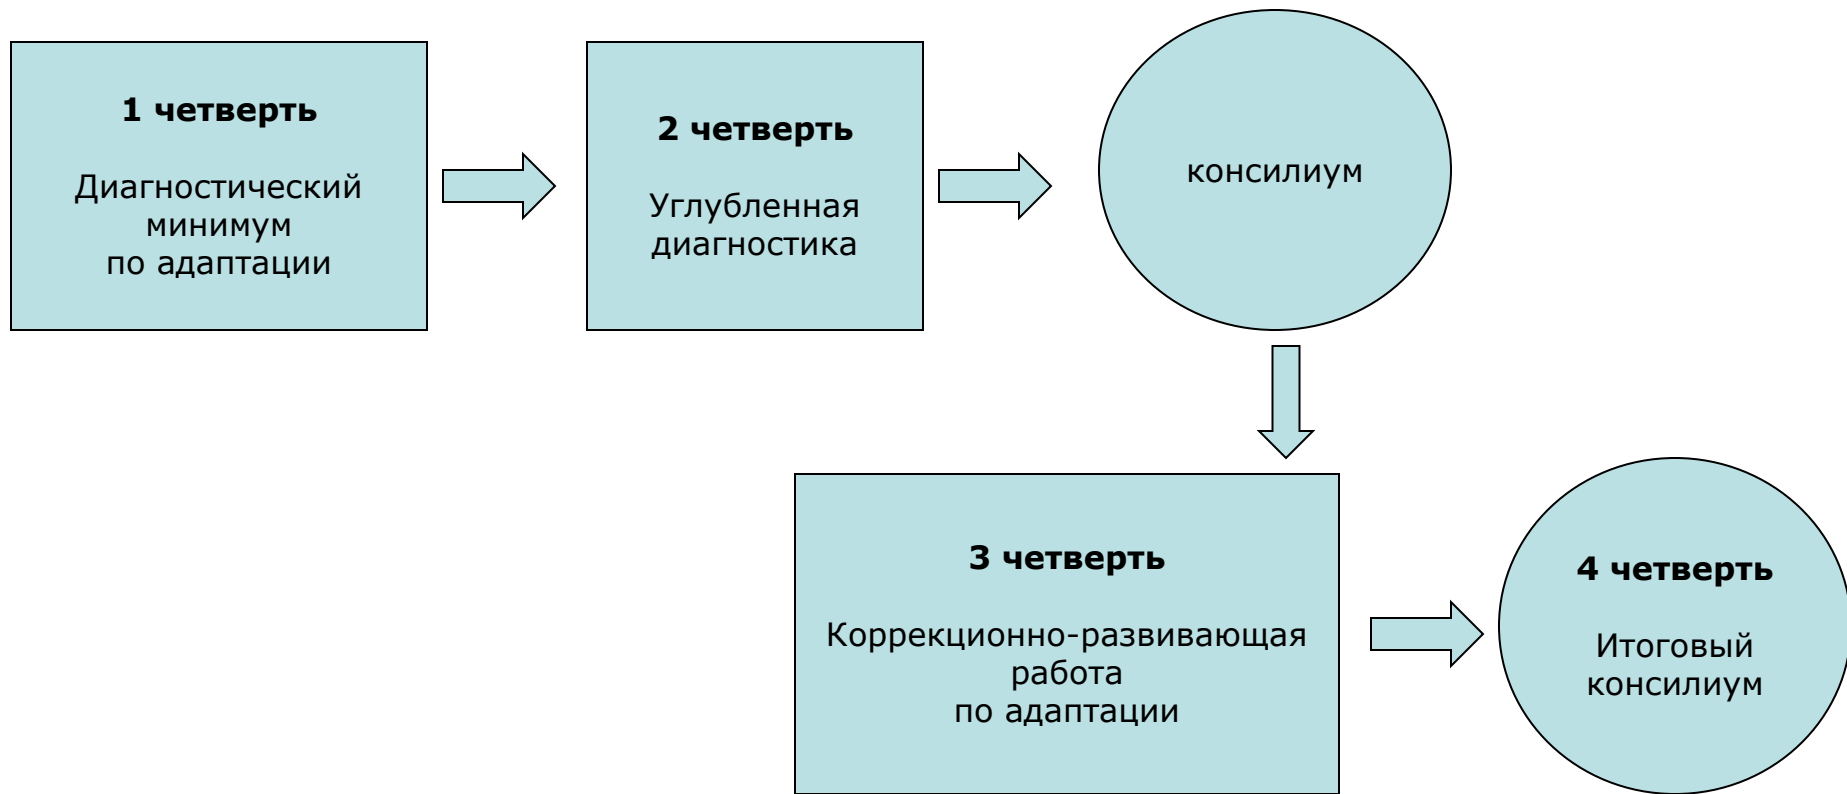 1 четверть
Диагностический
минимум
по адаптации
2 четверть
Углубленная
диагностика
консилиум
3 четверть
Коррекционно-развивающая
работа
по адаптации
4 четверть
Итоговый
консилиум